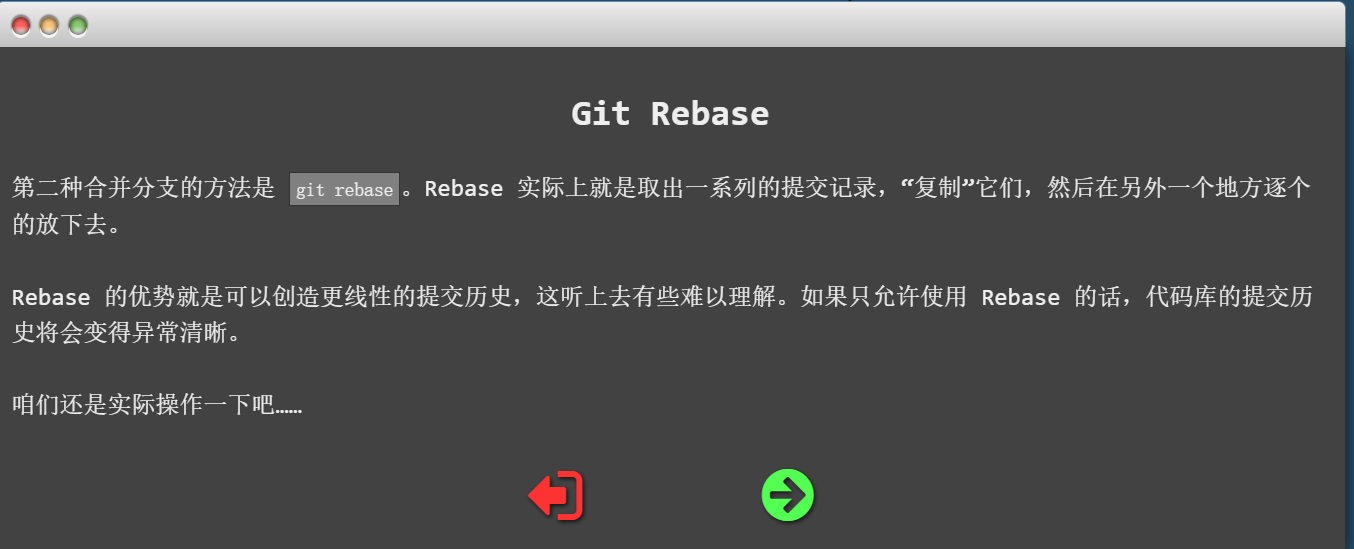 Git Rebase
第二种合并分支的方法是 git rebase。Rebase 实际上就是取出一系列的提交记录，“复制”它们，然后在另外一个地方逐个
的放下去。
Rebase 的优势就是可以创造更线性的提交历史，这听上去有些难以理解。如果只允许使用 Rebase 的话，代码库的提交历
史将会变得异常清晰。
咱们还是实际操作一下吧……